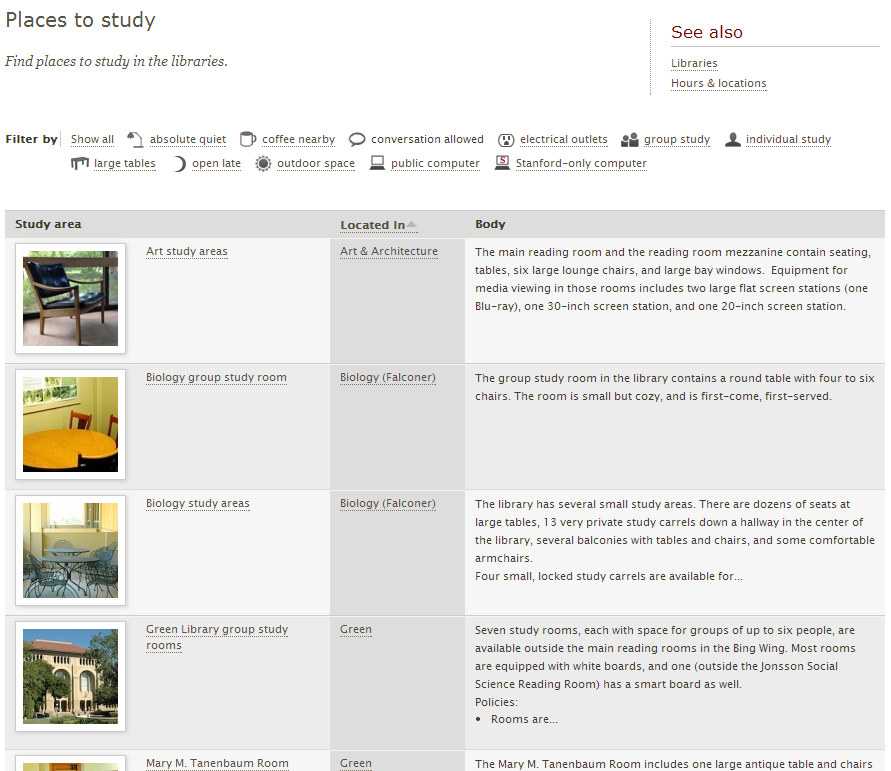 Places to study
Find places to study in the libraries.
See also
Libraries
Hours & locations
Filter by Show all absolute quiet coffee nearby conversation allowed electrical outlets group study individual study
large tables open late outdoor space public computer S Stanford-only computer
Study area Located In Body
Art study areas Art & Architecture The main reading room and the reading room mezzanine contain seating,
tables, six large lounge chairs, and large bay windows. Equipment for
media viewing in those rooms includes two large flat screen stations (one
Blu-ray), one 30-inch screen station, and one 20-inch screen station.
Biology group study room Biology (Falconer) The group study room in the library contains a round table with four to six
chairs. The room is small but cozy, and is first-come, first-served.
Biology study areas Biology (Falconer) The library has several small study areas. There are dozens of seats at
large tables, 13 very private study carrels down a hallway in the center of
the library, several balconies with tables and chairs, and some comfortable
armchairs.
Four small, locked study carrels are available for...
Green Library group study Green Seven study rooms, each with space for groups of up to six people, are
rooms available outside the main reading rooms in the Bing Wing. Most rooms
are equipped with white boards, and one (outside the Jonsson Social
Science Reading Room) has a smart board as well.
Policies:
• Rooms are...
Mary M. Tanenbaum Room Green The Mary M. Tanenbaum Room includes one large antique table and chairs